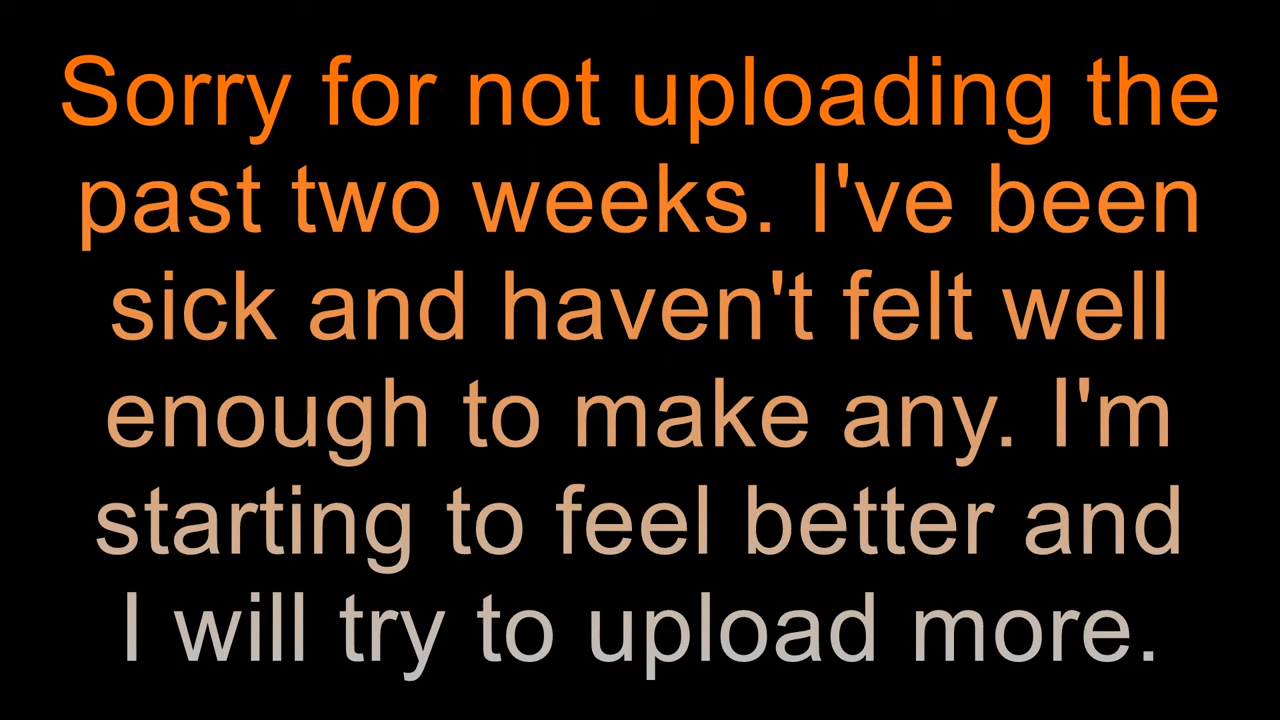 Sorry for not uploading the
past two weeks. I've been
sick and haven't felt well
enough to make any. I'm
starting to feel better and
I will try to upload more.